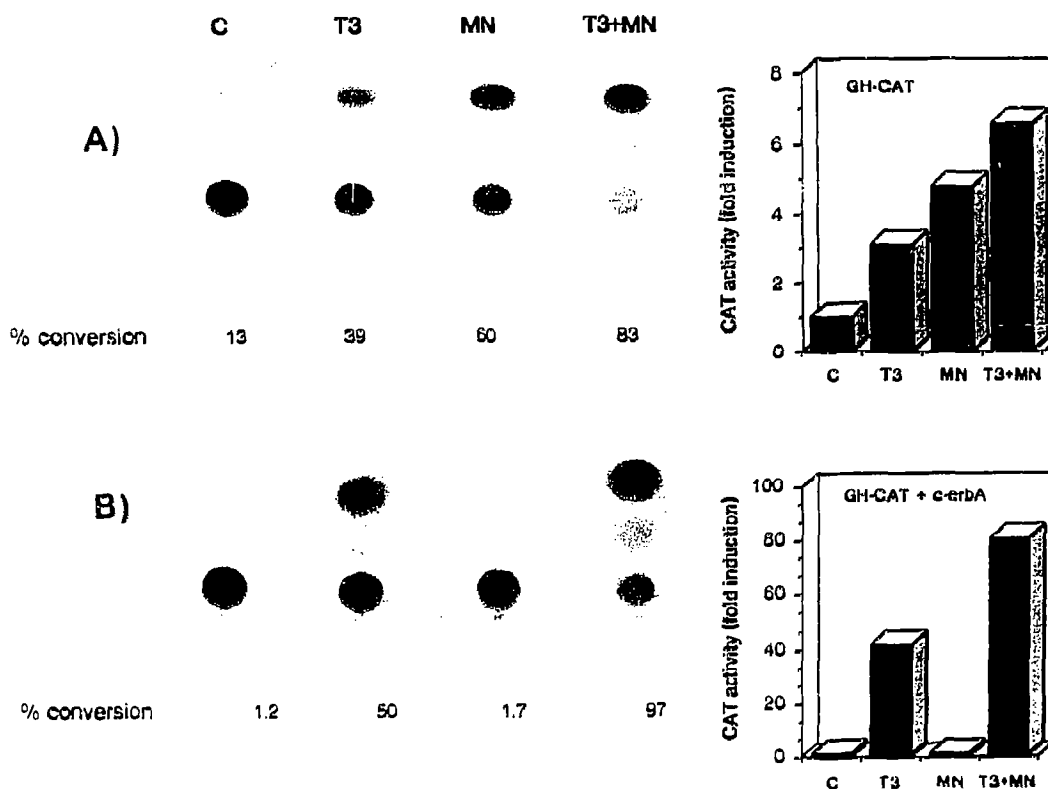 C T3 MN T3+MN
A)
% conversion 13 39 60 83
CAT activity (fold induction)
8
6
4
2
0
GH-CAT
C T3 MN T3+MN
B)
% conversion 1.2 50 1.7 97
CAT activity (fold induction)
100
80
60
40
20
0
GH-CAT + c-erbA
C T3 MN T3+MN